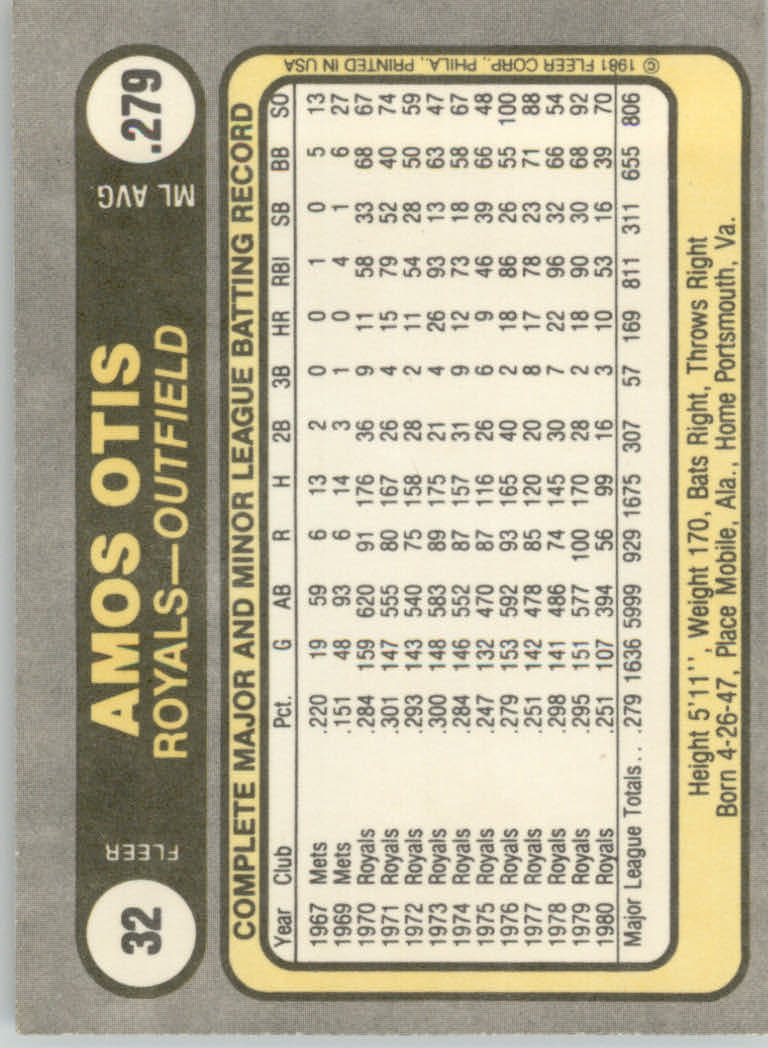 32 FLEER AMOS OTIS ML AVG. .279
ROYALS—OUTFIELD
COMPLETE MAJOR AND MINOR LEAGUE BATTING RECORD
Year Club Pct. G AB R H 2B 3B HR RBI SB BB SO
1967 Mets .220 19 59 6 13 2 0 0 1 0 5 13
1969 Mets .151 48 93 6 14 3 1 0 4 1 6 27
1970 Royals .284 159 620 91 176 36 9 11 58 33 68 67
1971 Royals .301 147 555 80 167 26 4 15 79 52 40 74
1972 Royals .293 143 540 75 158 28 2 11 54 28 50 59
1973 Royals .300 148 583 89 175 21 4 26 93 13 63 47
1974 Royals .284 146 552 87 157 31 9 12 73 18 58 67
1975 Royals .247 132 470 87 116 26 6 9 46 39 66 48
1976 Royals .279 153 592 93 165 40 2 18 86 26 55 100
1977 Royals .251 142 478 85 120 20 8 17 78 23 71 88
1978 Royals .298 141 486 74 145 30 7 22 96 32 66 54
1979 Royals .295 151 577 100 170 28 2 18 90 30 68 92
1980 Royals .251 107 394 56 99 16 3 10 53 16 39 70
Major League Totals. . .279 1636 5999 929 1675 307 57 169 811 311 655 806
Height 5'11'', Weight 170, Bats Right, Throws Right
Born 4-26-47, Place Mobile, Ala., Home Portsmouth, Va.
© 1981 FLEER CORP., PHILA., PRINTED IN USA